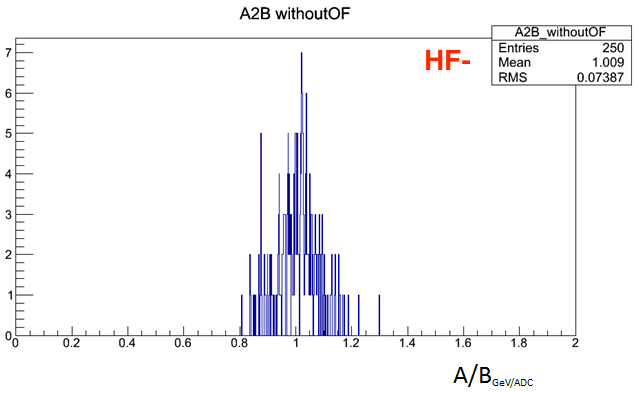 A2B withoutOF
A2B_withoutOF
Entries 250
Mean 1.009
RMS 0.07387
HF-
7
6
5
4
3
2
1
0
0 0.2 0.4 0.6 0.8 1 1.2 1.4 1.6 1.8 2
A/B GeV/ADC